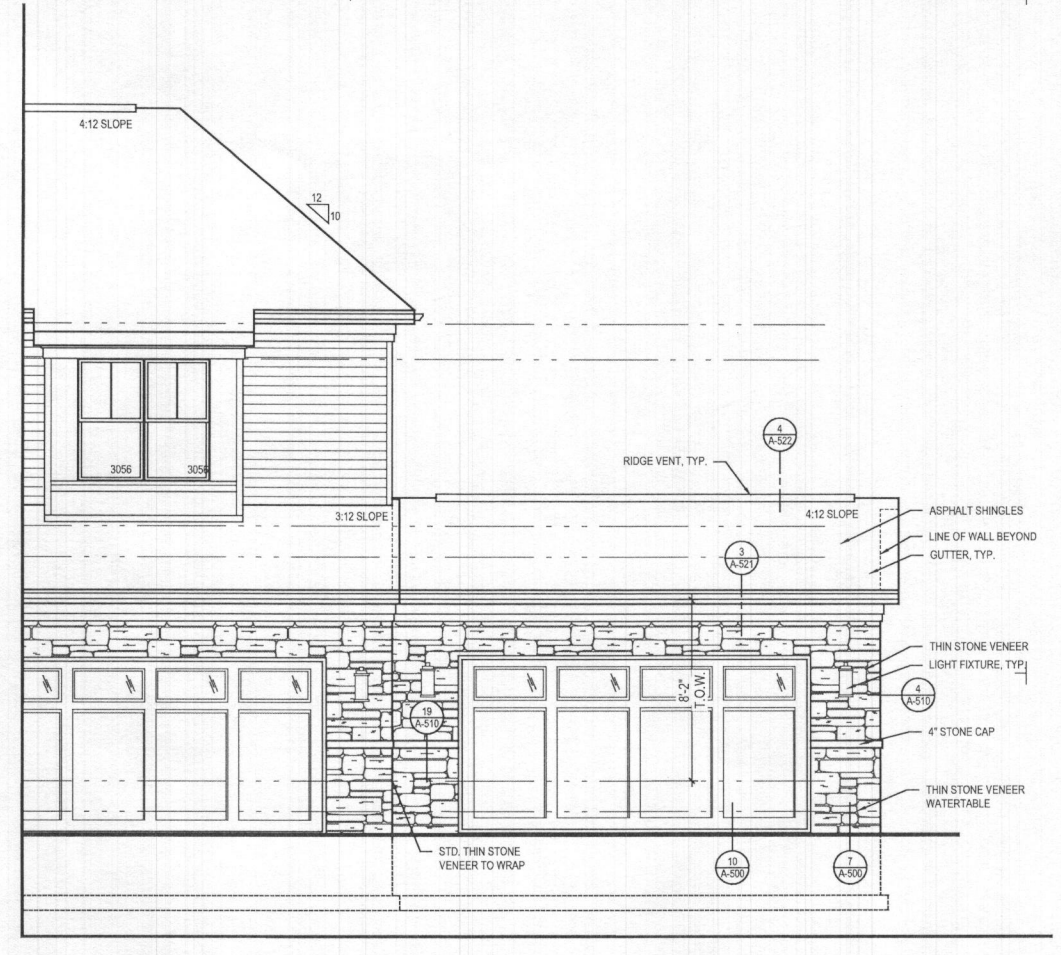 4:12 SLOPE
12
10
3056
3056
4
A-522
RIDGE VENT, TYP.
3:12 SLOPE
4:12 SLOPE
ASPHALT SHINGLES
LINE OF WALL BEYOND
GUTTER, TYP.
3
A-521
THIN STONE VENEER
LIGHT FIXTURE, TYP.
8'-2"
T.O.W.
4
A-510
19
A-510
4" STONE CAP
THIN STONE VENEER
WATERTABLE
STD. THIN STONE
VENEER TO WRAP
10
A-500
7
A-500